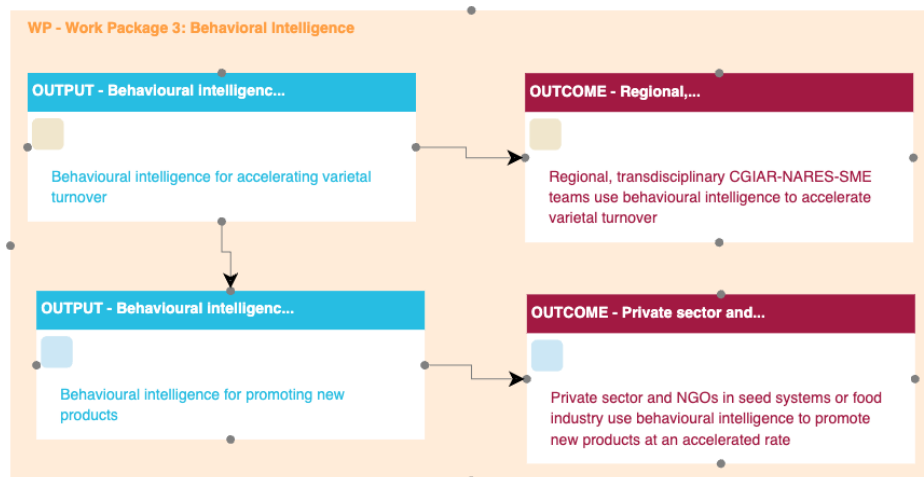 WP - Work Package 3: Behavioral Intelligence
OUTPUT - Behavioural intelligenc...
Behavioural intelligence for accelerating varietal
turnover
OUTCOME - Regional,...
Regional, transdisciplinary CGIAR-NARES-SME
teams use behavioural intelligence to accelerate
varietal turnover
OUTPUT - Behavioural intelligenc...
Behavioural intelligence for promoting new
products
OUTCOME - Private sector and...
Private sector and NGOs in seed systems or food
industry use behavioural intelligence to promote
new products at an accelerated rate